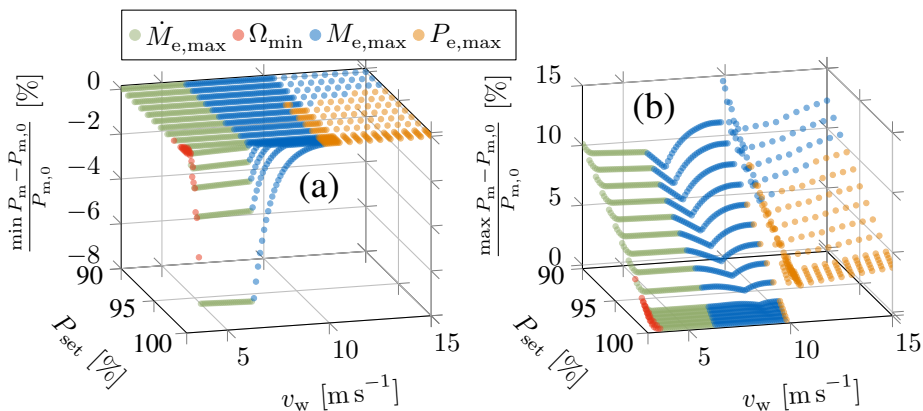 Ṁe,max Ωmin Me,max Pe,max
min Pm−Pm,0 / Pm,0 [%]
0
−2
−4
−6
−8
90
95
100
Pset [%]
5
10
15
vw [m s−1]
(a)
max Pm−Pm,0 / Pm,0 [%]
15
10
5
0
90
95
100
Pset [%]
5
10
15
vw [m s−1]
(b)